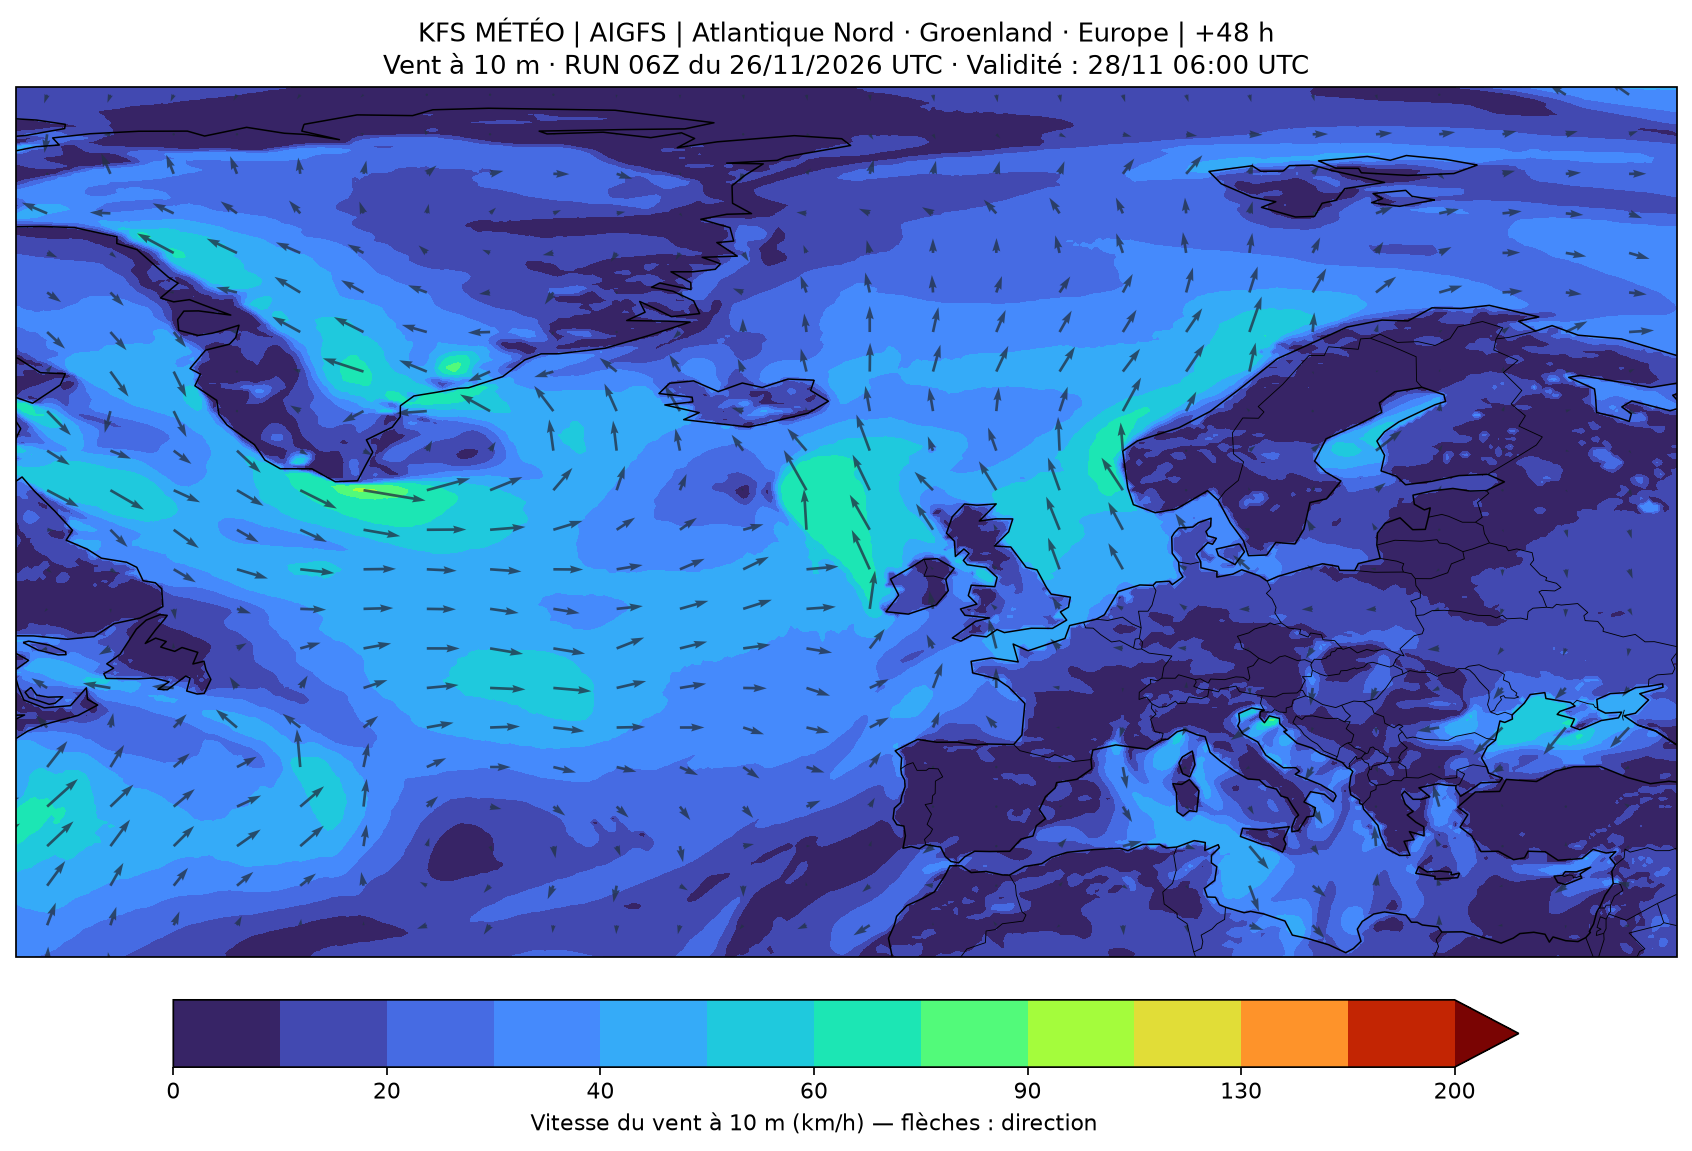 KFS MÉTÉO | AIGFS | Atlantique Nord · Groenland · Europe | +48 h
Vent à 10 m · RUN 06Z du 26/11/2026 UTC · Validité : 28/11 06:00 UTC
0 20 40 60 90 130 200
Vitesse du vent à 10 m (km/h) — flèches : direction